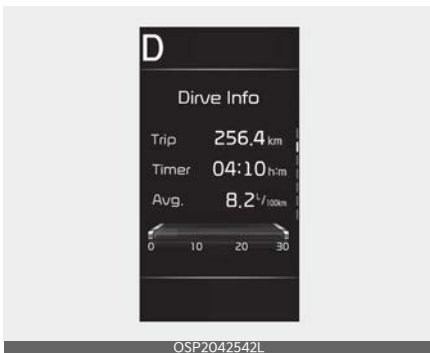 D
Dirve Info
Trip 256.4 km
Timer 04:10 h:m
Avg. 8.2 L/100km
0 10 20 30
OSP2042542L